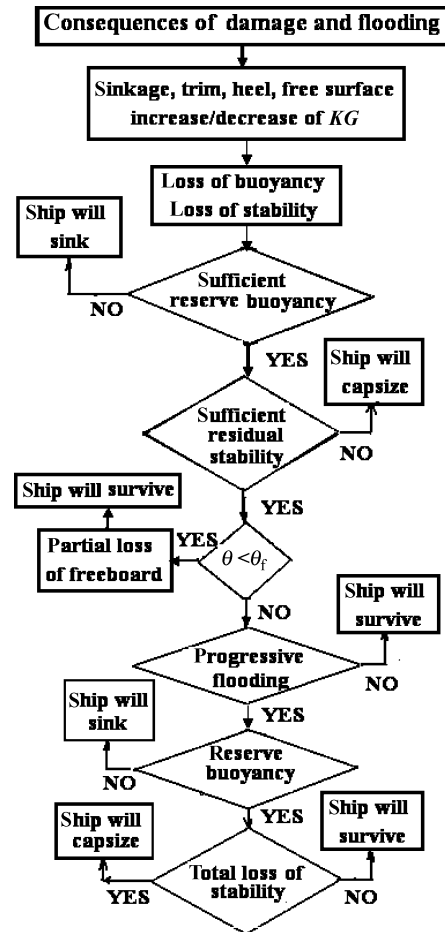 Consequences of damage and flooding
Sinkage, trim, heel, free surface
increase/decrease of KG
Loss of buoyancy
Loss of stability
Ship will
sink
Sufficient
reserve buoyancy
NO
YES
Ship will
capsize
Sufficient
residual
stability
NO
YES
Ship will survive
Partial loss
of freeboard
YES
θ <θf
NO
Ship will
survive
Progressive
flooding
NO
YES
Ship will
sink
Reserve
buoyancy
NO
YES
Ship will
capsize
Ship will
survive
Total loss of
stability
YES
NO